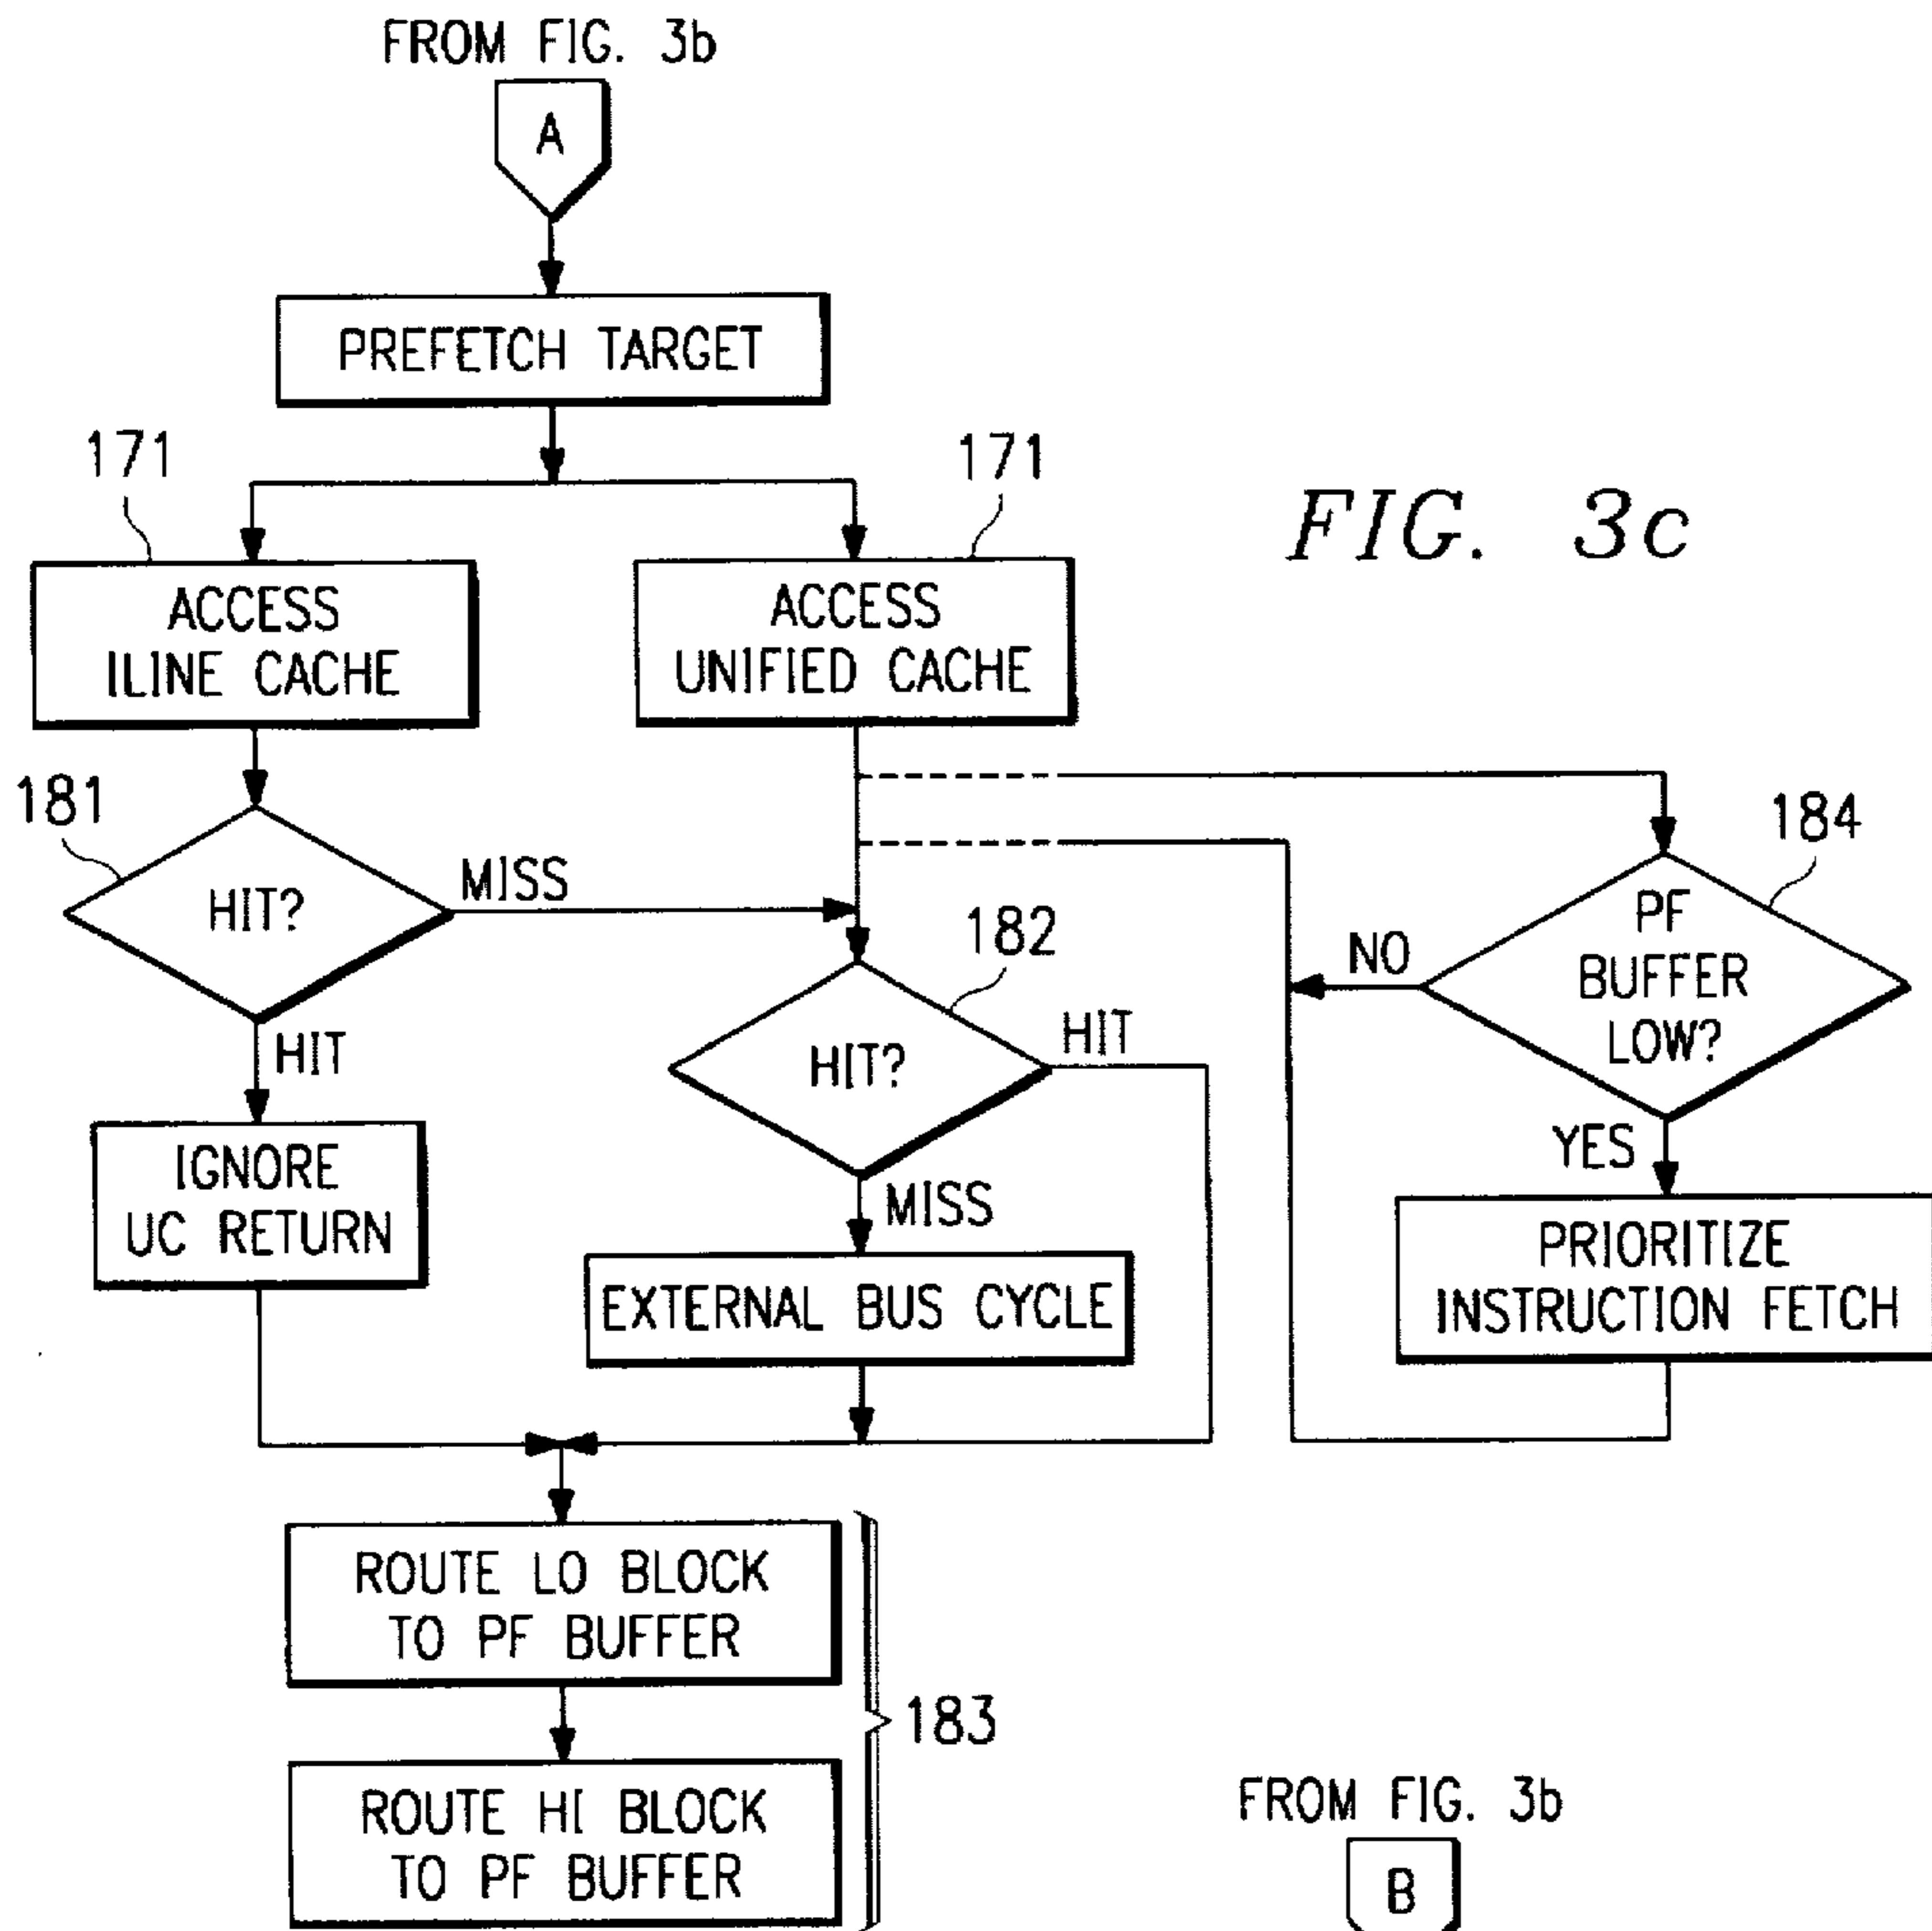 FROM FIG. 3b
A
PREFETCH TARGET
171
171
FIG. 3c
ACCESS
ILINE CACHE
ACCESS
UNIFIED CACHE
181
HIT?
MISS
HIT
182
HIT?
HIT
MISS
184
PF
BUFFER
LOW?
NO
YES
IGNORE
UC RETURN
EXTERNAL BUS CYCLE
PRIORITIZE
INSTRUCTION FETCH
ROUTE LO BLOCK
TO PF BUFFER
183
ROUTE HI BLOCK
TO PF BUFFER
FROM FIG. 3b
B